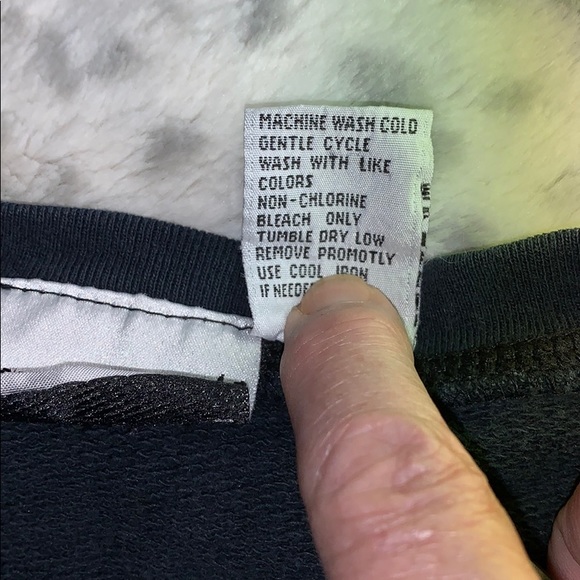 MACHINE WASH COLD
GENTLE CYCLE
WASH WITH LIKE
COLORS
NON-CHLORINE
BLEACH ONLY
TUMBLE DRY LOW
REMOVE PROMOTLY
USE COOL IRON
IF